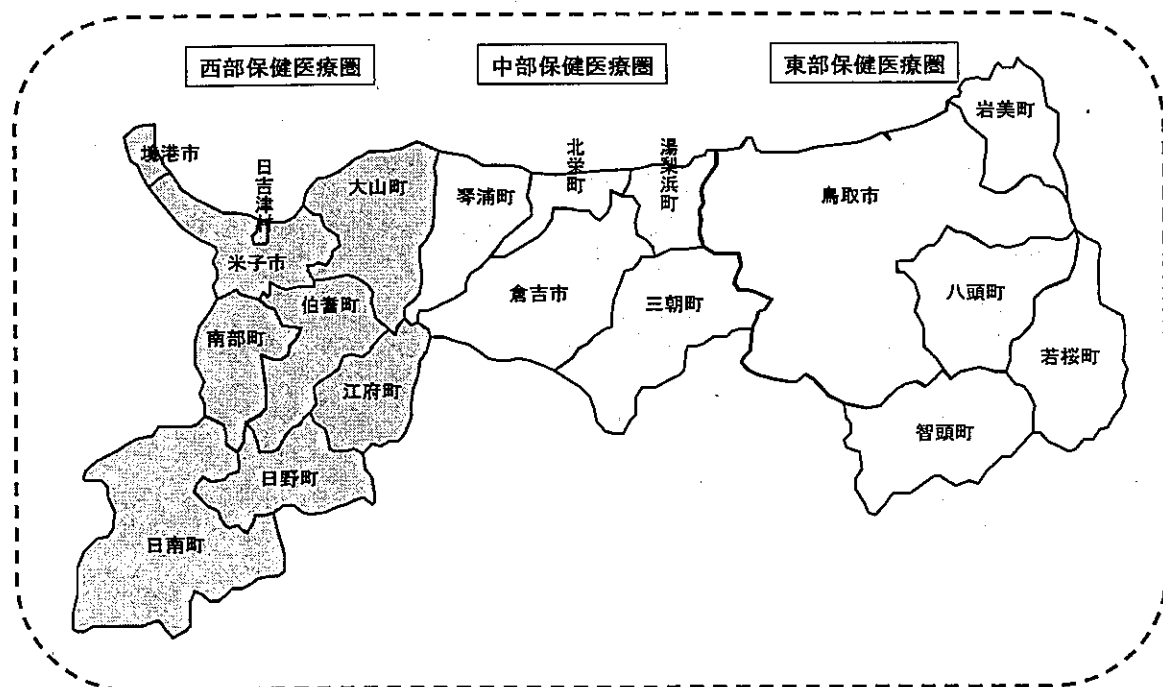 西部保健医療圏
中部保健医療圏
東部保健医療圏
岩美町
境港市
日吉津村
大山町
琴浦町
北栄町
湯梨浜町
鳥取市
米子市
伯耆町
倉吉市
三朝町
八頭町
南部町
江府町
若桜町
智頭町
日野町
日南町